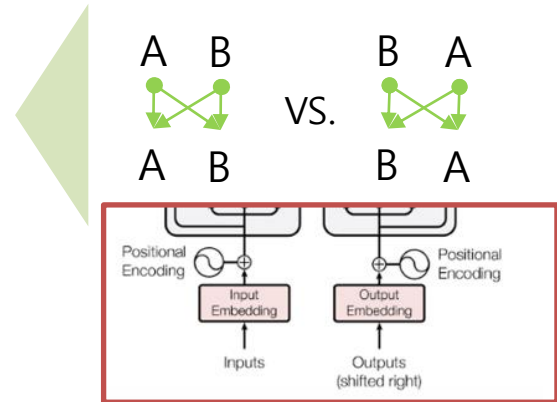 A B B A
VS.
A B B A
Positional
Encoding
Positional
Encoding
Input
Embedding
Output
Embedding
Inputs
Outputs
(shifted right)